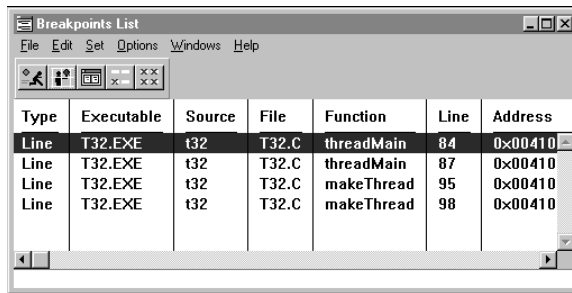 Breakpoints List
File Edit Set Options Windows Help
Type Executable Source File Function Line Address
Line T32.EXE t32 T32.C threadMain 84 0x00410
Line T32.EXE t32 T32.C threadMain 87 0x00410
Line T32.EXE t32 T32.C makeThread 95 0x00410
Line T32.EXE t32 T32.C makeThread 98 0x00410